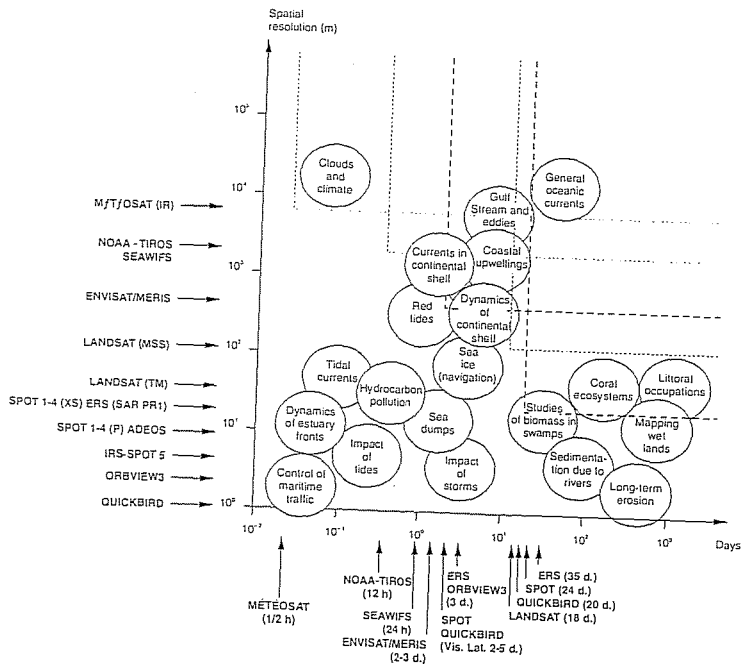 Spatial
resolution (m)
10⁴
MƒTƒOSAT (IR)
NOAA - TIROS
SEAWIFS
10³
ENVISAT/MERIS
10²
LANDSAT (MSS)
LANDSAT (TM)
SPOT 1-4 (XS) ERS (SAR PR1)
10¹
SPOT 1-4 (P) ADEOS
IRS-SPOT 5
ORBVIEW3
QUICKBIRD
10⁰
Clouds
and
climate
General
oceanic
currents
Gulf
Stream and
eddies
Currents in
continental
shell
Coastal
upwellings
Red
tides
Dynamics
of
continental
shell
Tidal
currents
Sea
ice
(navigation)
Hydrocarbon
pollution
Coral
ecosystems
Littoral
occupations
Dynamics
of estuary
fronts
Sea
dumps
Studies
of biomass in
swamps
Mapping
wet
lands
Impact
of
tides
Impact
of
storms
Sedimenta-
tion due to
rivers
Control of
maritime
traffic
Long-term
erosion
10⁻²
10⁻¹
10⁰
10¹
10²
10³
Days
METEOSAT
(1/2 h)
NOAA-TIROS
(12 h)
SEAWIFS
(24 h)
ENVISAT/MERIS
(2-3 d.)
SPOT
QUICKBIRD
(Vis. Lat. 2-5 d.)
ERS
ORBVIEW3
(3 d.)
ERS (35 d.)
SPOT (24 d.)
QUICKBIRD (20 d.)
LANDSAT (18 d.)